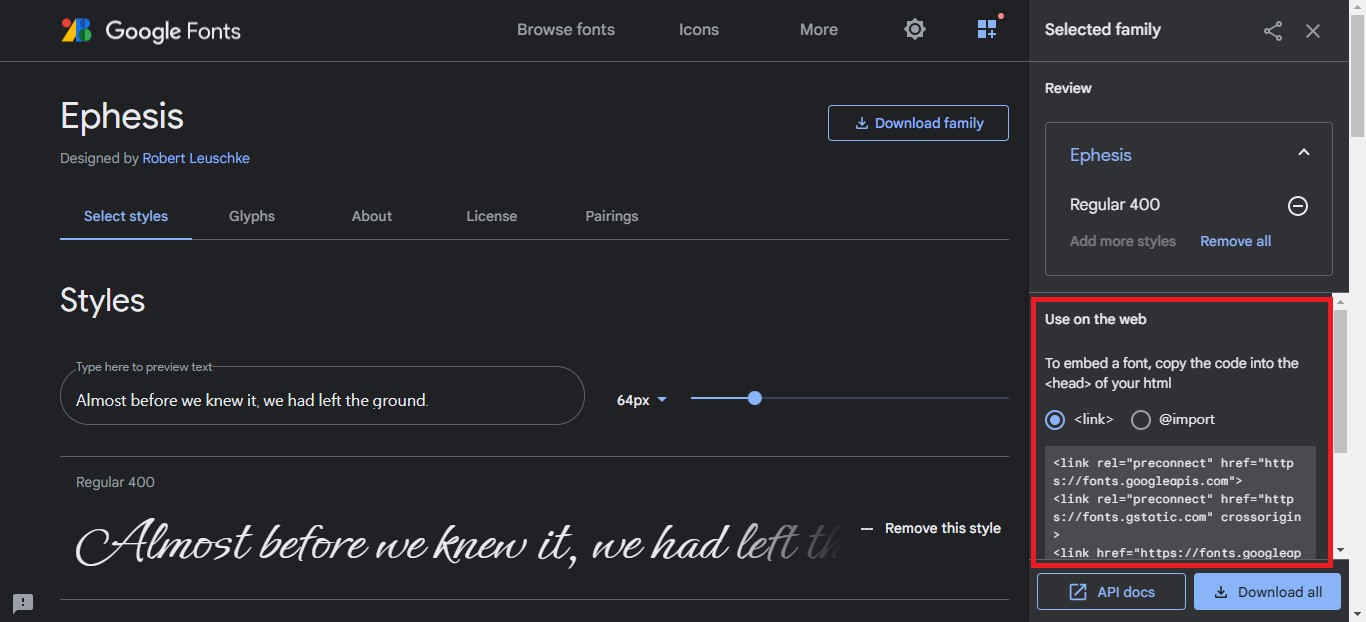 Google Fonts
Browse fonts
Icons
More
Selected family
Review
Ephesis
Download family
Designed by Robert Leuschke
Ephesis
Regular 400
Add more styles
Remove all
Select styles
Glyphs
About
License
Pairings
Styles
Use on the web
To embed a font, copy the code into the
<head> of your html
<link>
@import
Type here to preview text
Almost before we knew it, we had left the ground.
64px
<link rel="preconnect" href="http
s://fonts.googleapis.com">
<link rel="preconnect" href="http
s://fonts.gstatic.com" crossorigin
>
<link href="https://fonts.googleap
Regular 400
Almost before we knew it, we had left th
Remove this style
API docs
Download all